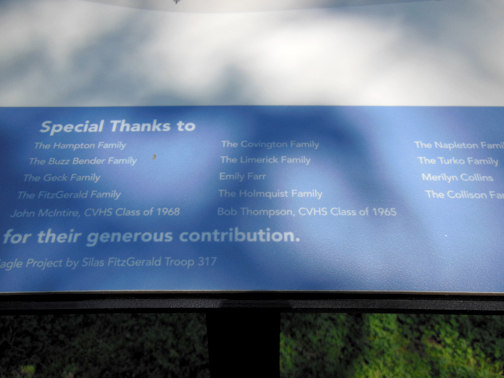 Special Thanks to
The Hampton Family
The Buzz Bender Family
The Geck Family
The FitzGerald Family
John McIntire, CVHS Class of 1968
The Covington Family
The Limerick Family
Emily Farr
The Holmquist Family
Bob Thompson, CVHS Class of 1965
The Napleton Fam
The Turko Family
Merilyn Collins
The Collison Fa
for their generous contribution.
agle Project by Silas FitzGerald Troop 317